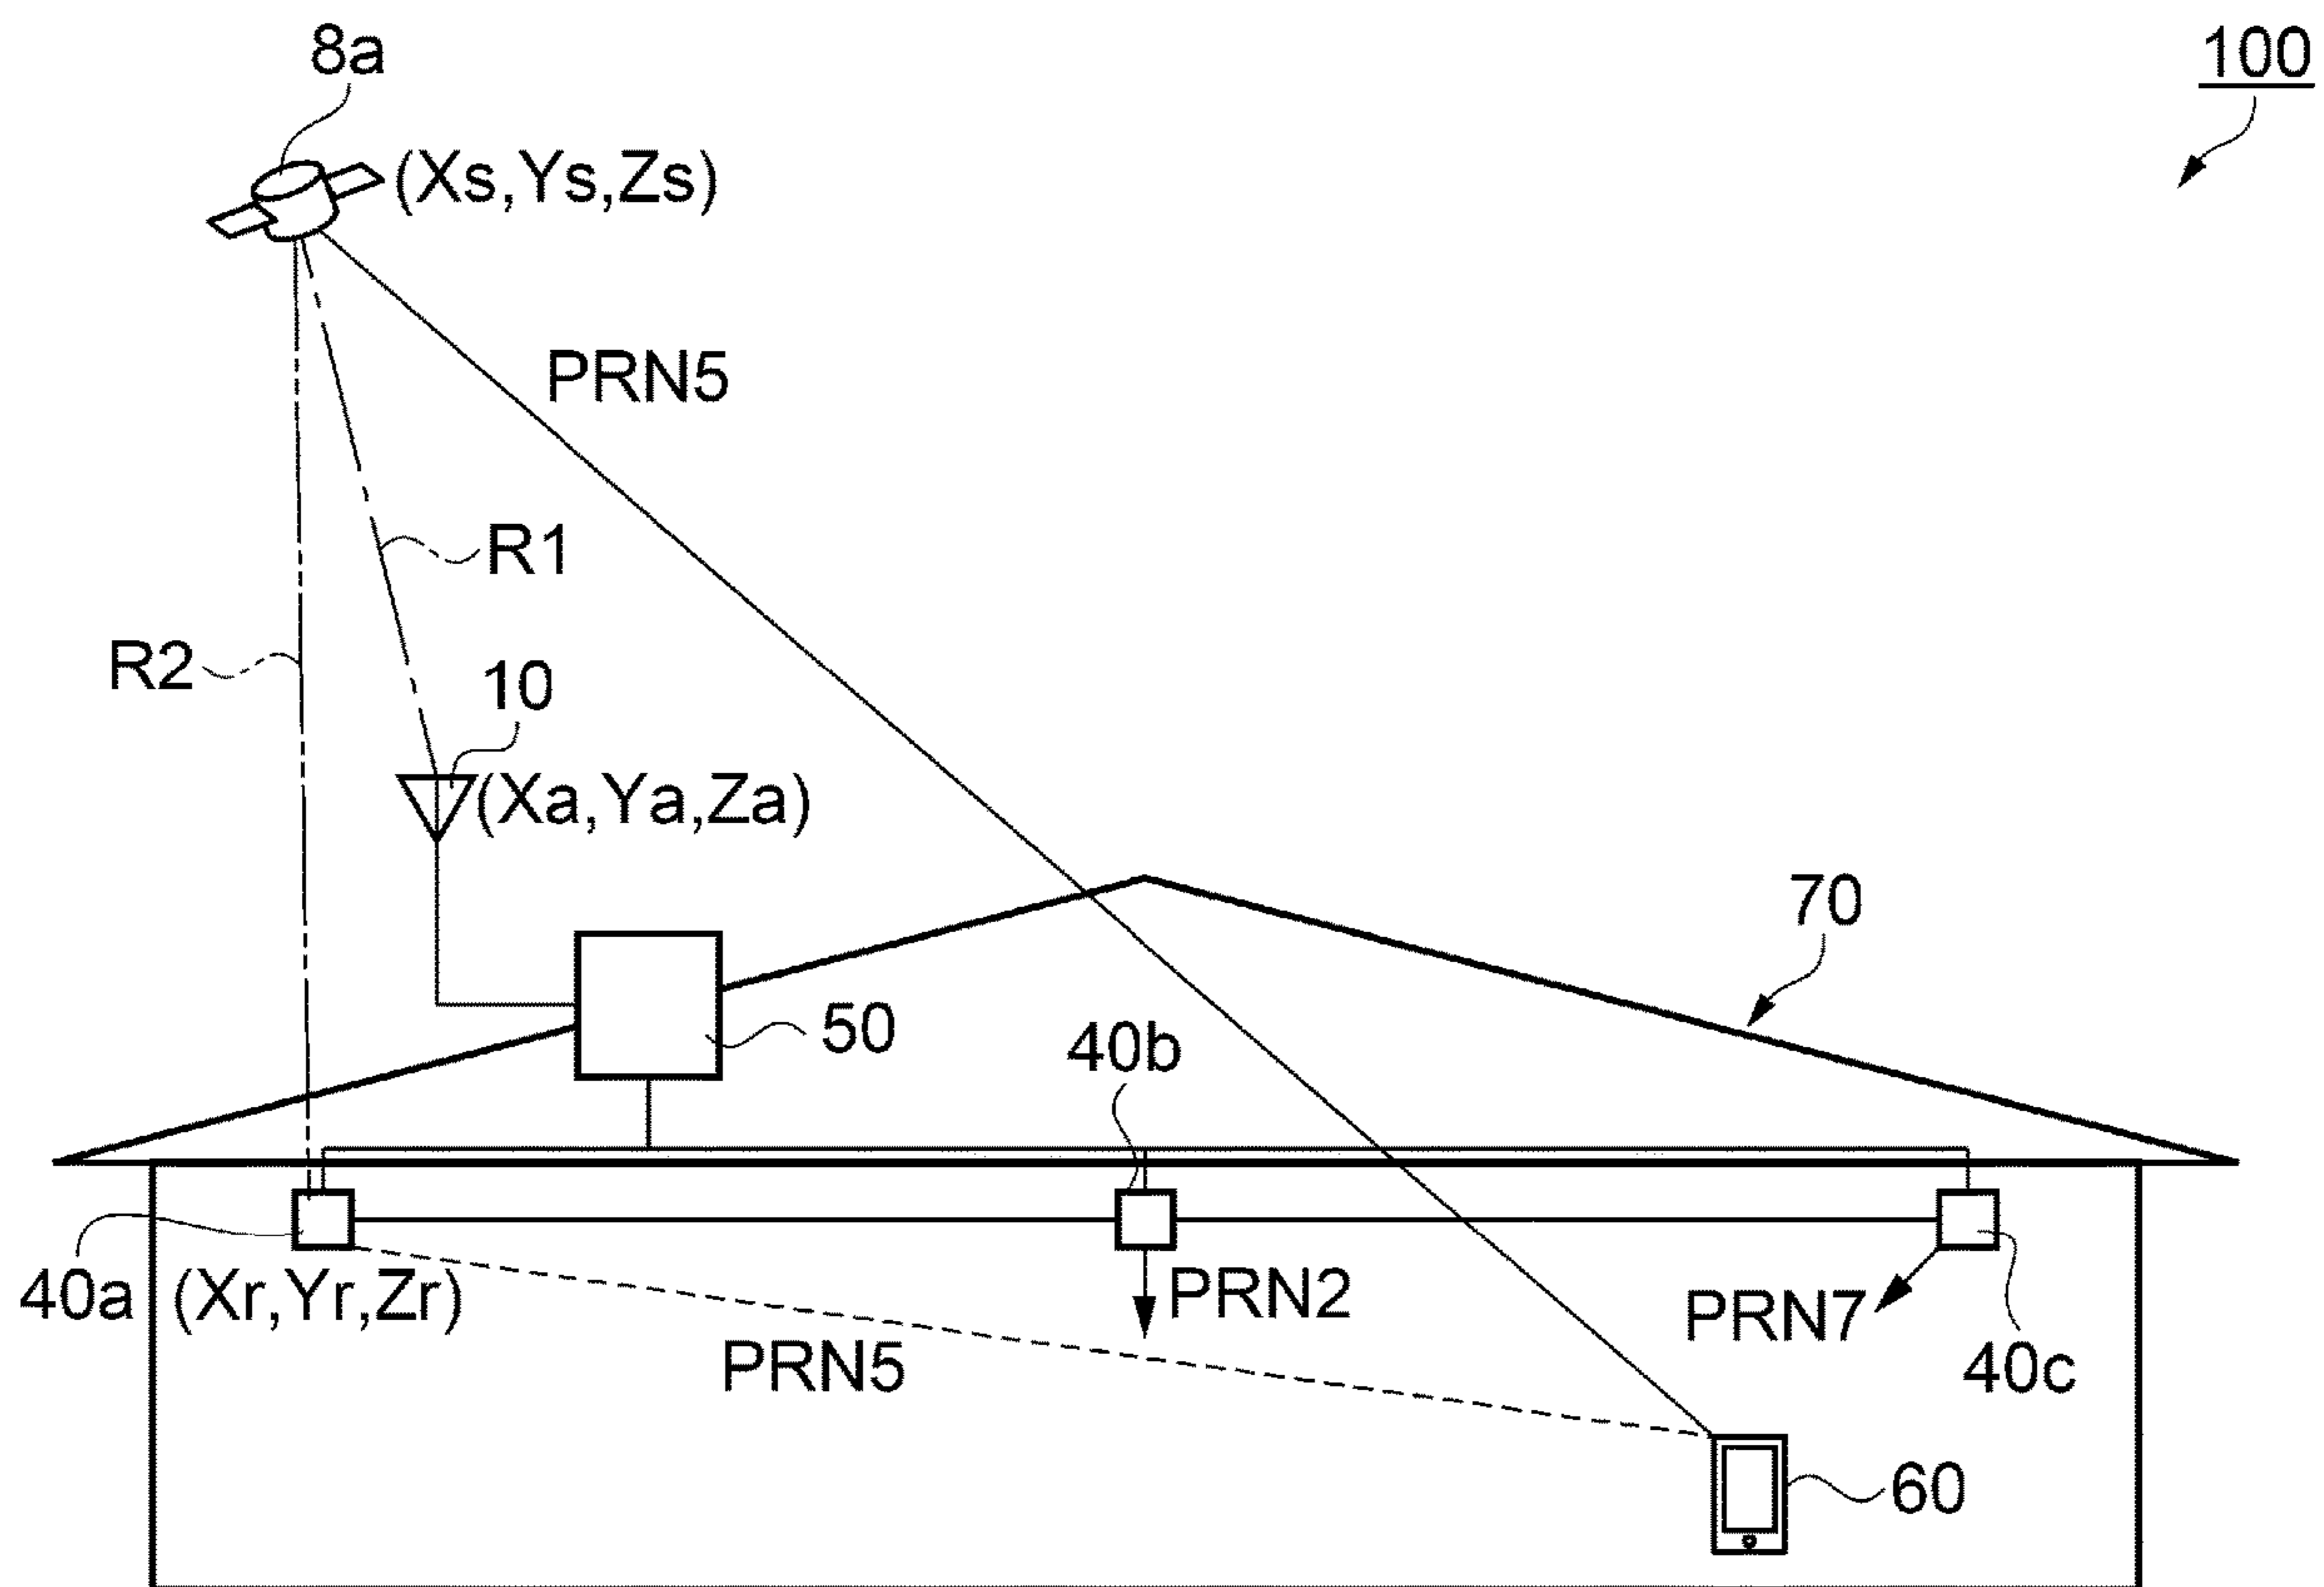 8a
100
(Xs,Ys,Zs)
PRN5
R1
R2
10
(Xa,Ya,Za)
70
50
40b
40a
(Xr,Yr,Zr)
PRN2
PRN7
PRN5
40c
60